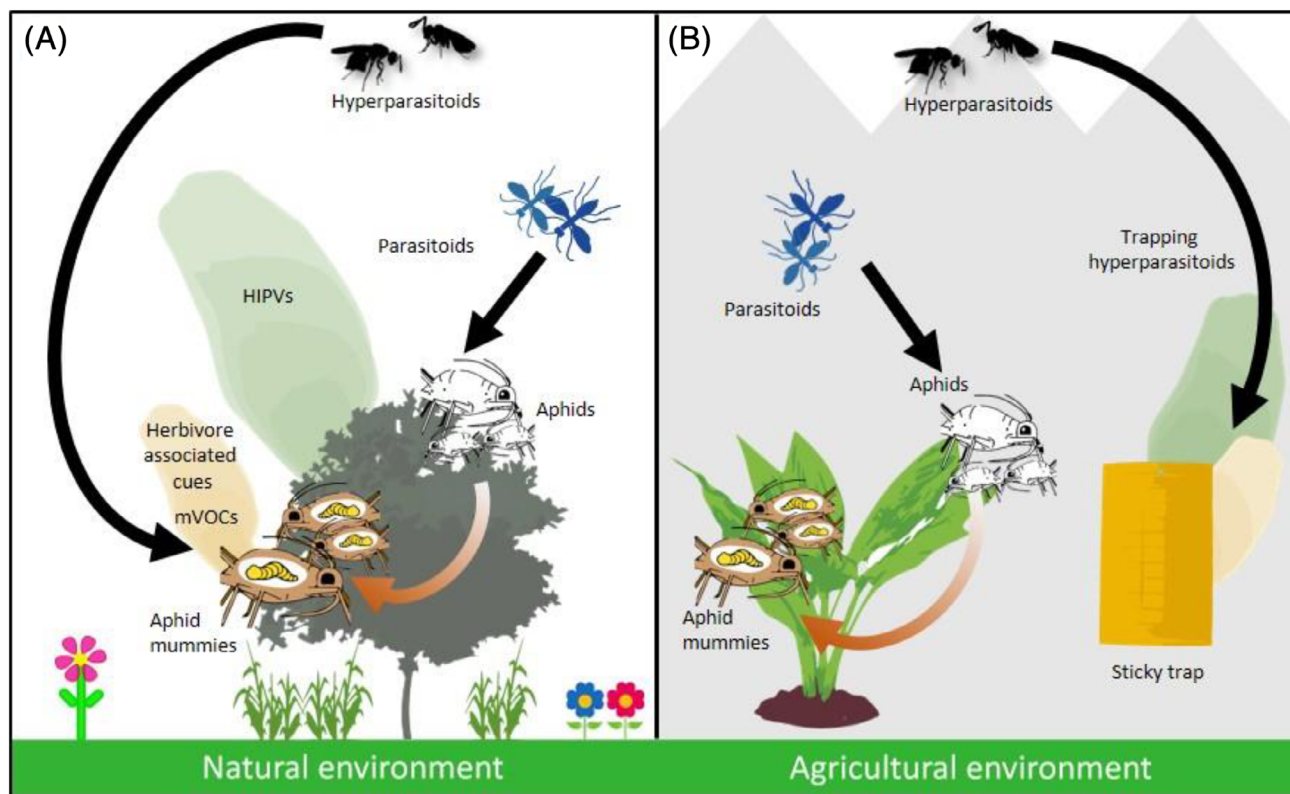 (A)
Hyperparasitoids
Parasitoids
HIPVs
Aphids
Herbivore
associated
cues
mVOCs
Aphid
mummies
Natural environment
(B)
Hyperparasitoids
Trapping
hyperparasitoids
Parasitoids
Aphids
Aphid
mummies
Sticky trap
Agricultural environment